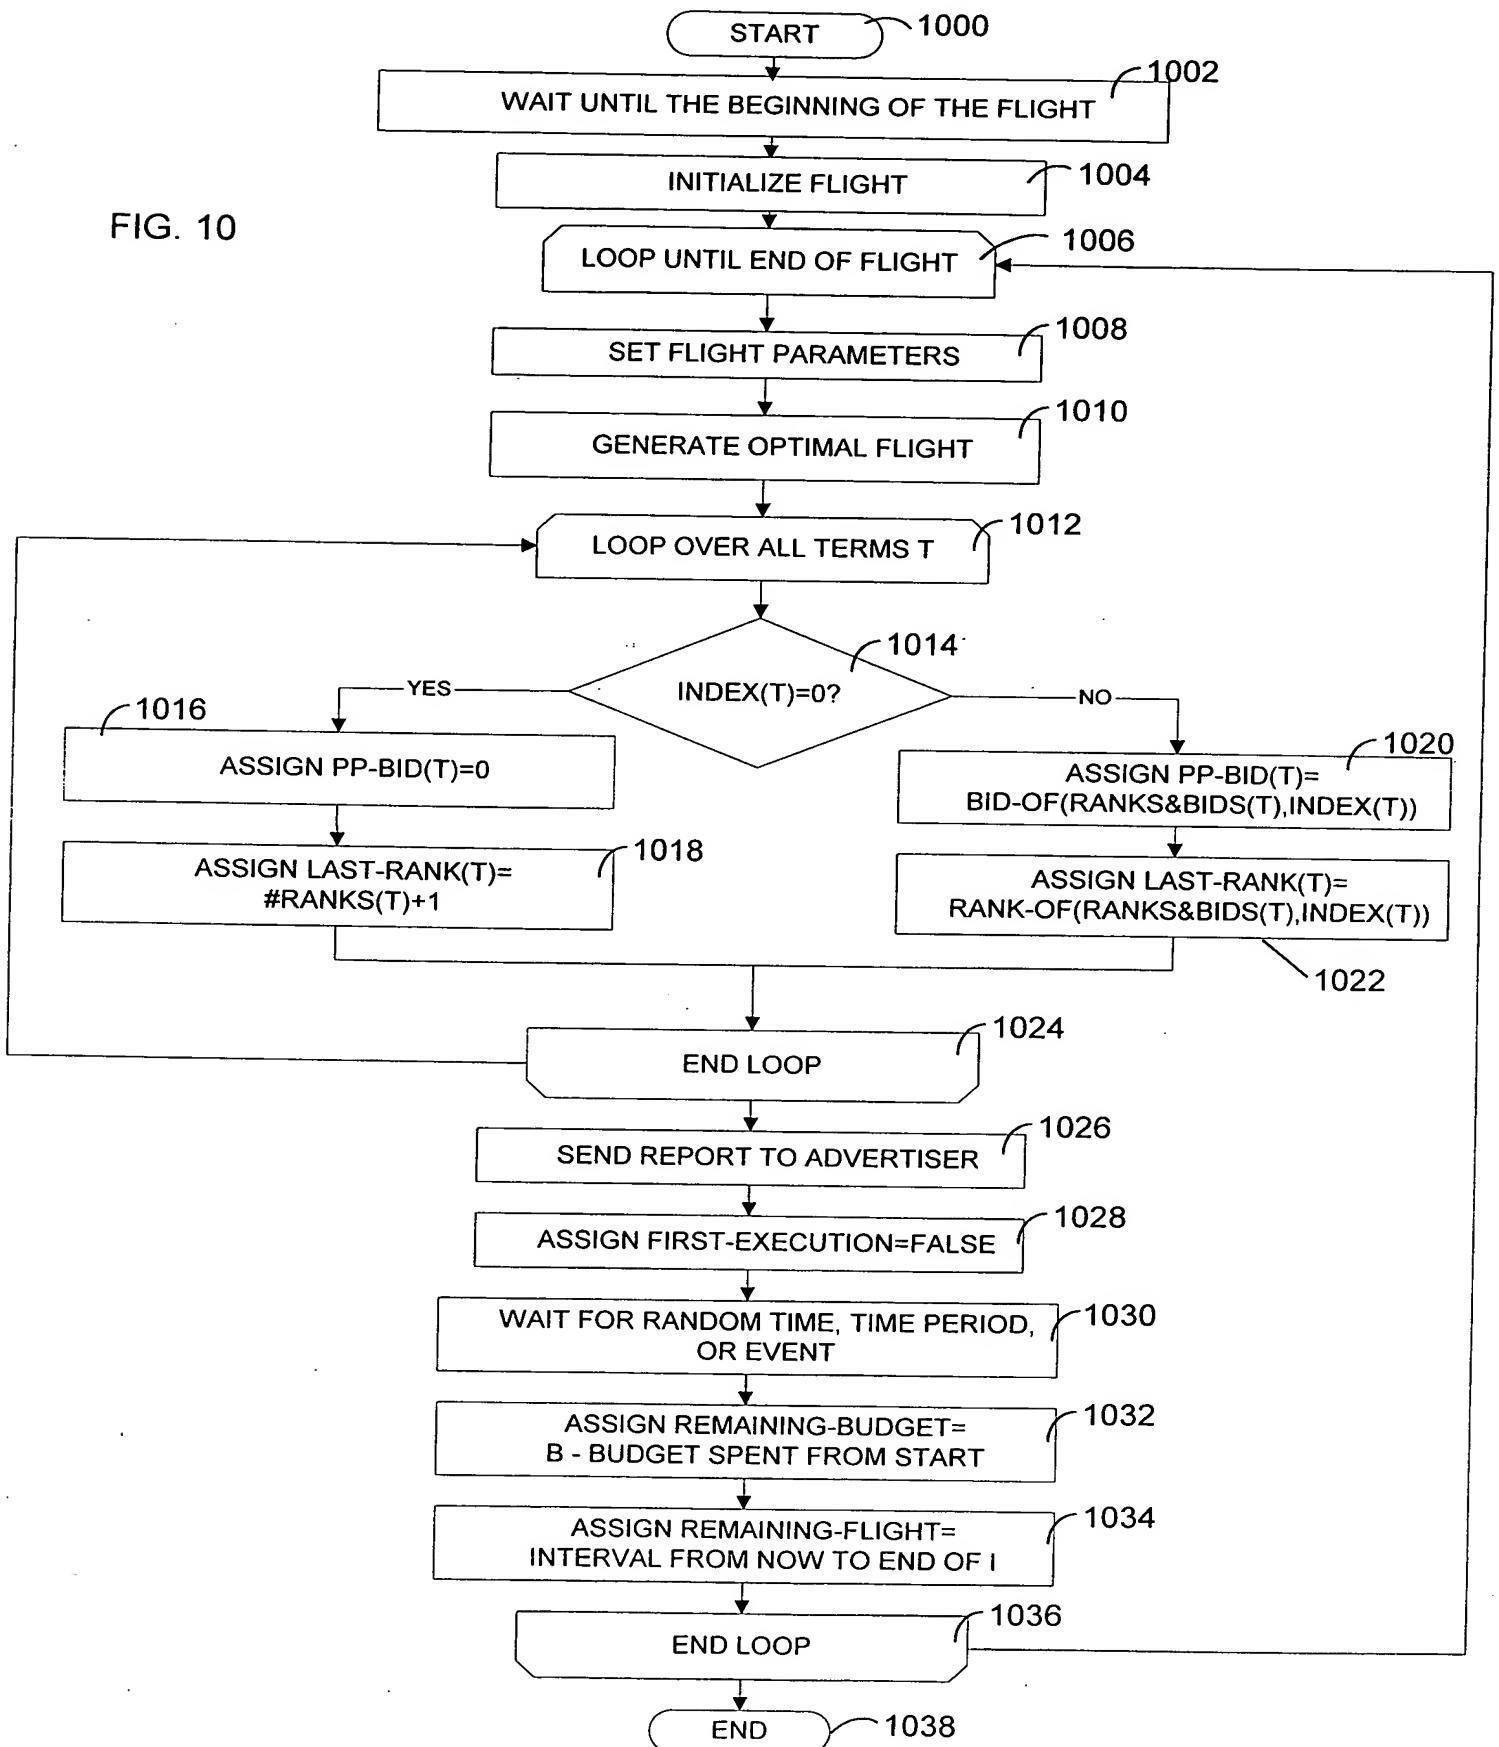 START
1000
1002
WAIT UNTIL THE BEGINNING OF THE FLIGHT
INITIALIZE FLIGHT
1004
FIG. 10
LOOP UNTIL END OF FLIGHT
1006
SET FLIGHT PARAMETERS
1008
GENERATE OPTIMAL FLIGHT
1010
LOOP OVER ALL TERMS T
1012
INDEX(T)=0?
1014
YES
NO
1016
ASSIGN PP-BID(T)=0
1020
ASSIGN PP-BID(T)=
BID-OF(RANKS&BIDS(T),INDEX(T))
ASSIGN LAST-RANK(T)=
#RANKS(T)+1
1018
ASSIGN LAST-RANK(T)=
RANK-OF(RANKS&BIDS(T),INDEX(T))
1022
END LOOP
1024
SEND REPORT TO ADVERTISER
1026
ASSIGN FIRST-EXECUTION=FALSE
1028
WAIT FOR RANDOM TIME, TIME PERIOD,
OR EVENT
1030
ASSIGN REMAINING-BUDGET=
B - BUDGET SPENT FROM START
1032
ASSIGN REMAINING-FLIGHT=
INTERVAL FROM NOW TO END OF I
1034
END LOOP
1036
END
1038